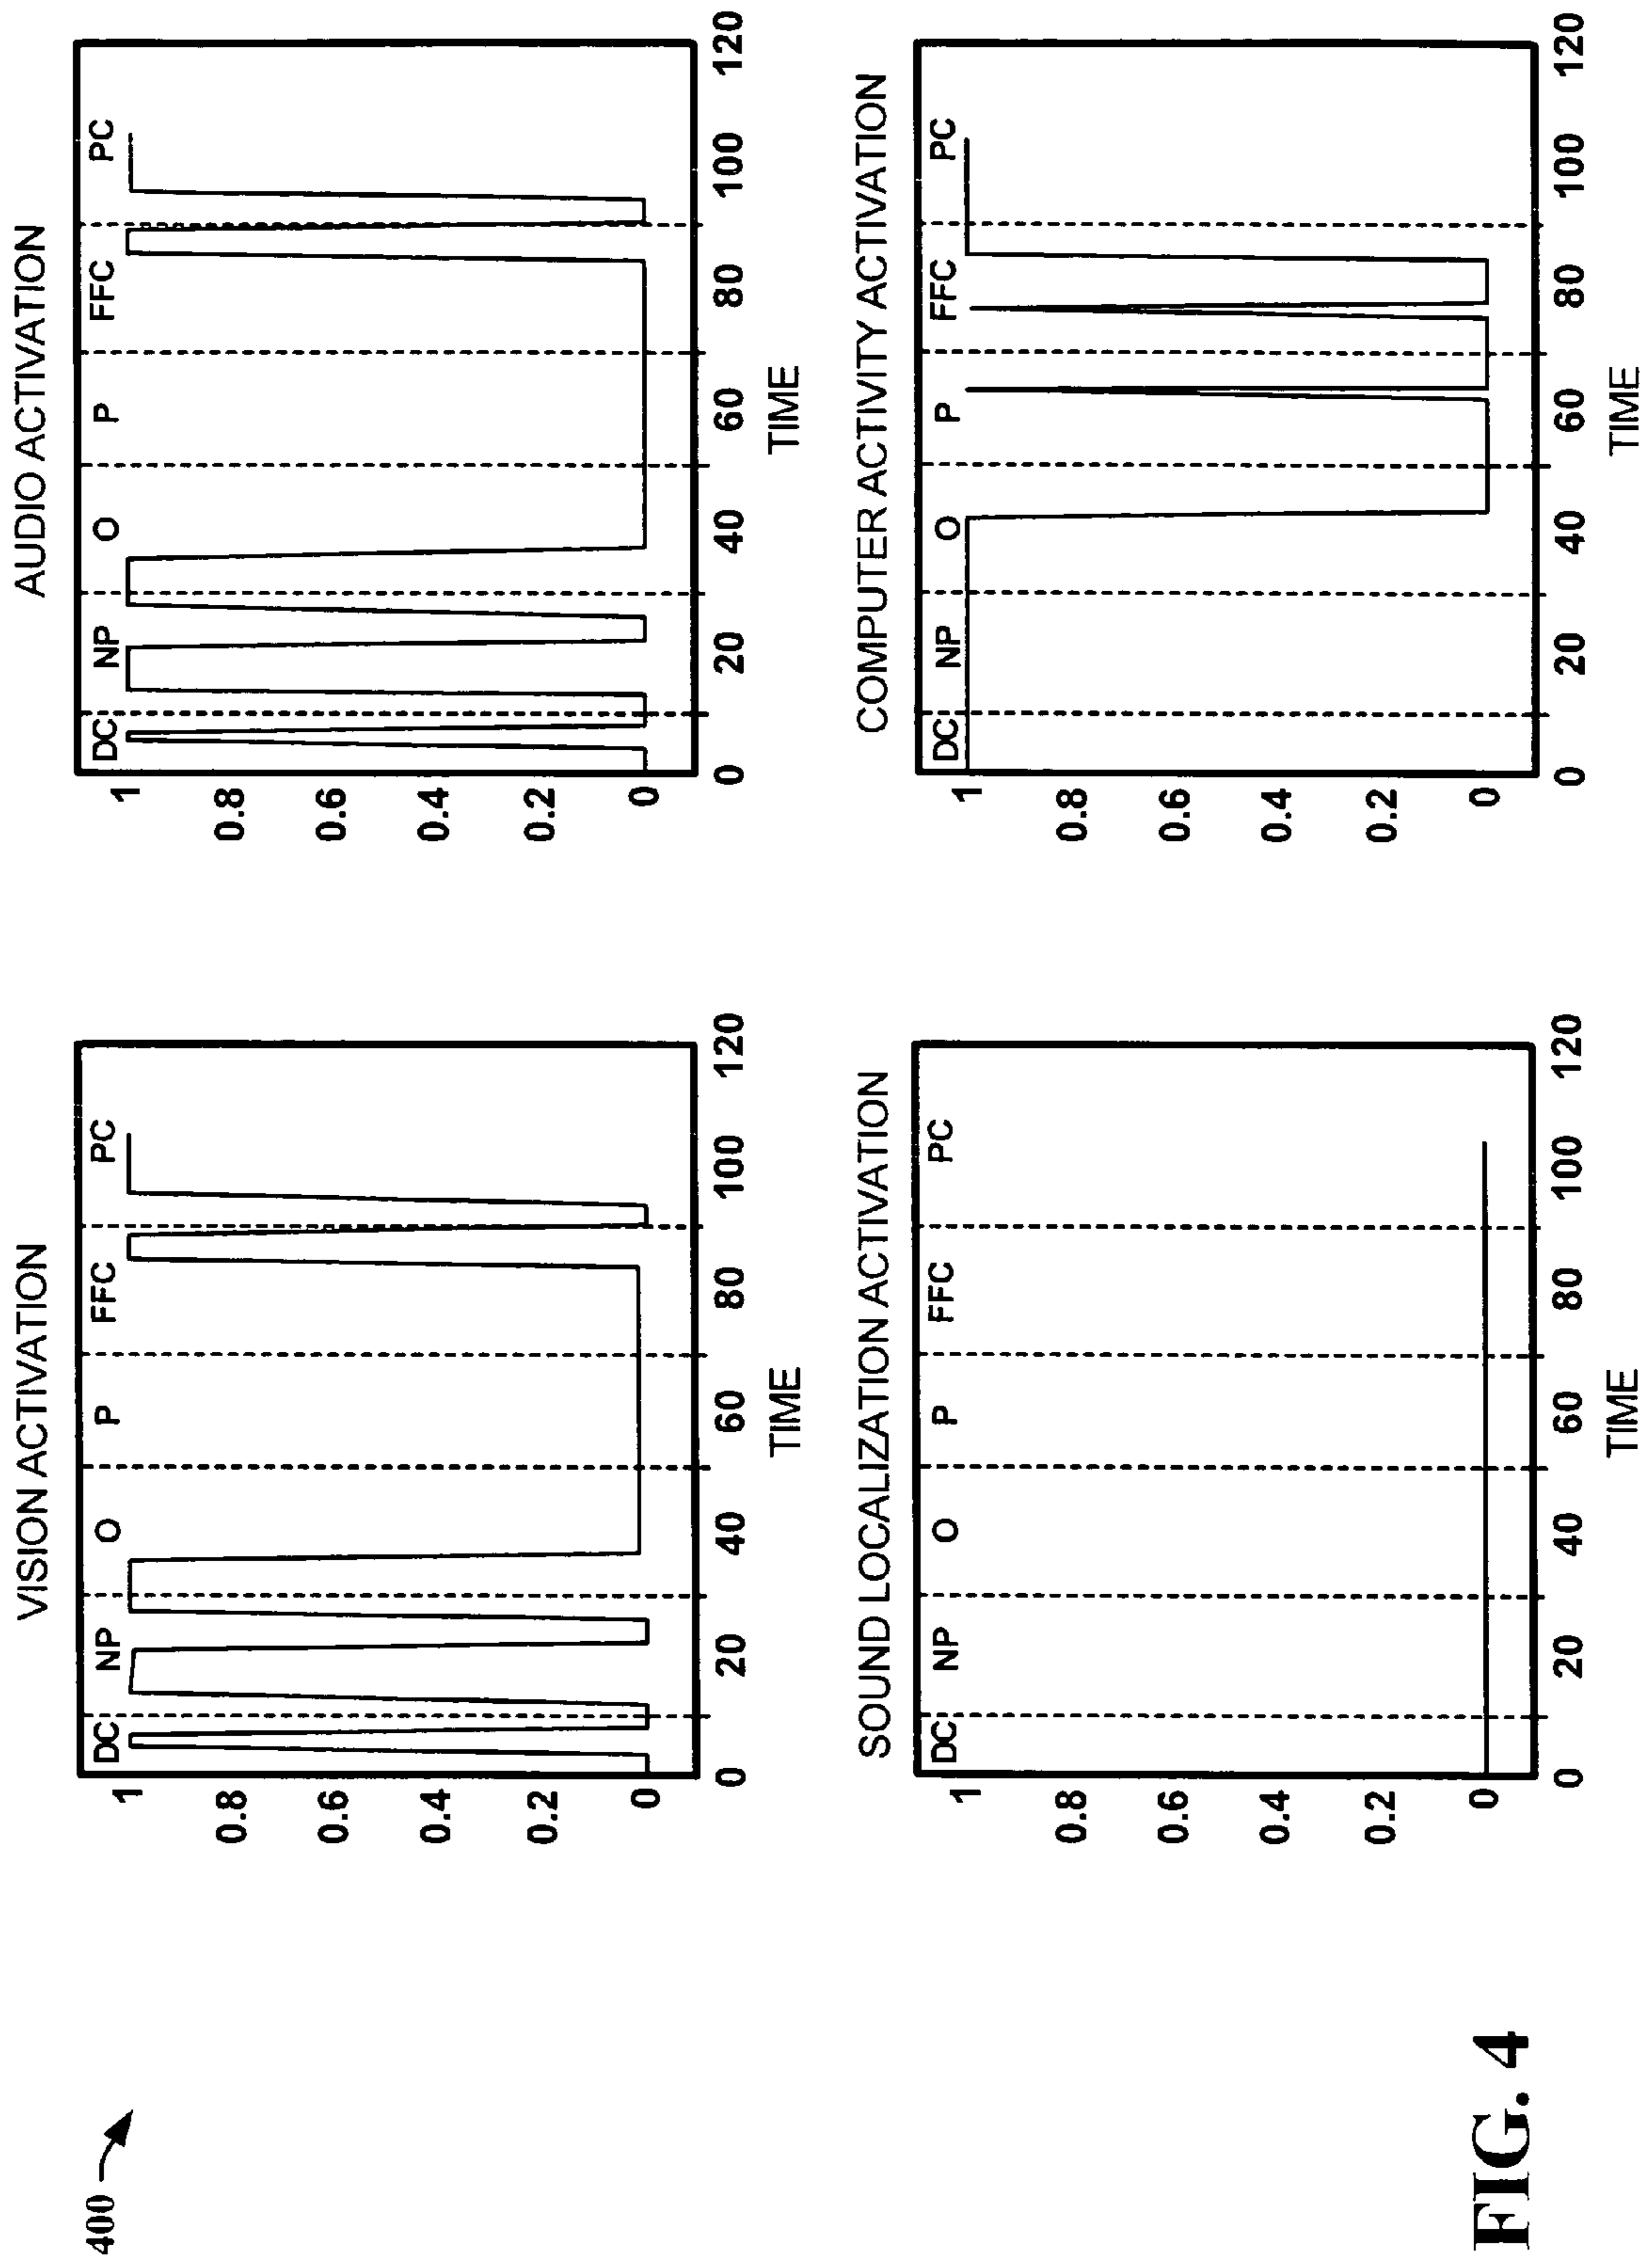 400
VISION ACTIVATION
DC NP O P FFC PC
1
0.8
0.6
0.4
0.2
0
0 20 40 60 80 100 120
TIME
AUDIO ACTIVATION
DC NP O P FFC PC
1
0.8
0.6
0.4
0.2
0
0 20 40 60 80 100 120
TIME
SOUND LOCALIZATION ACTIVATION
DC NP O P FFC PC
1
0.8
0.6
0.4
0.2
0
0 20 40 60 80 100 120
TIME
COMPUTER ACTIVITY ACTIVATION
DC NP O P FFC PC
1
0.8
0.6
0.4
0.2
0
0 20 40 60 80 100 120
TIME
FIG. 4